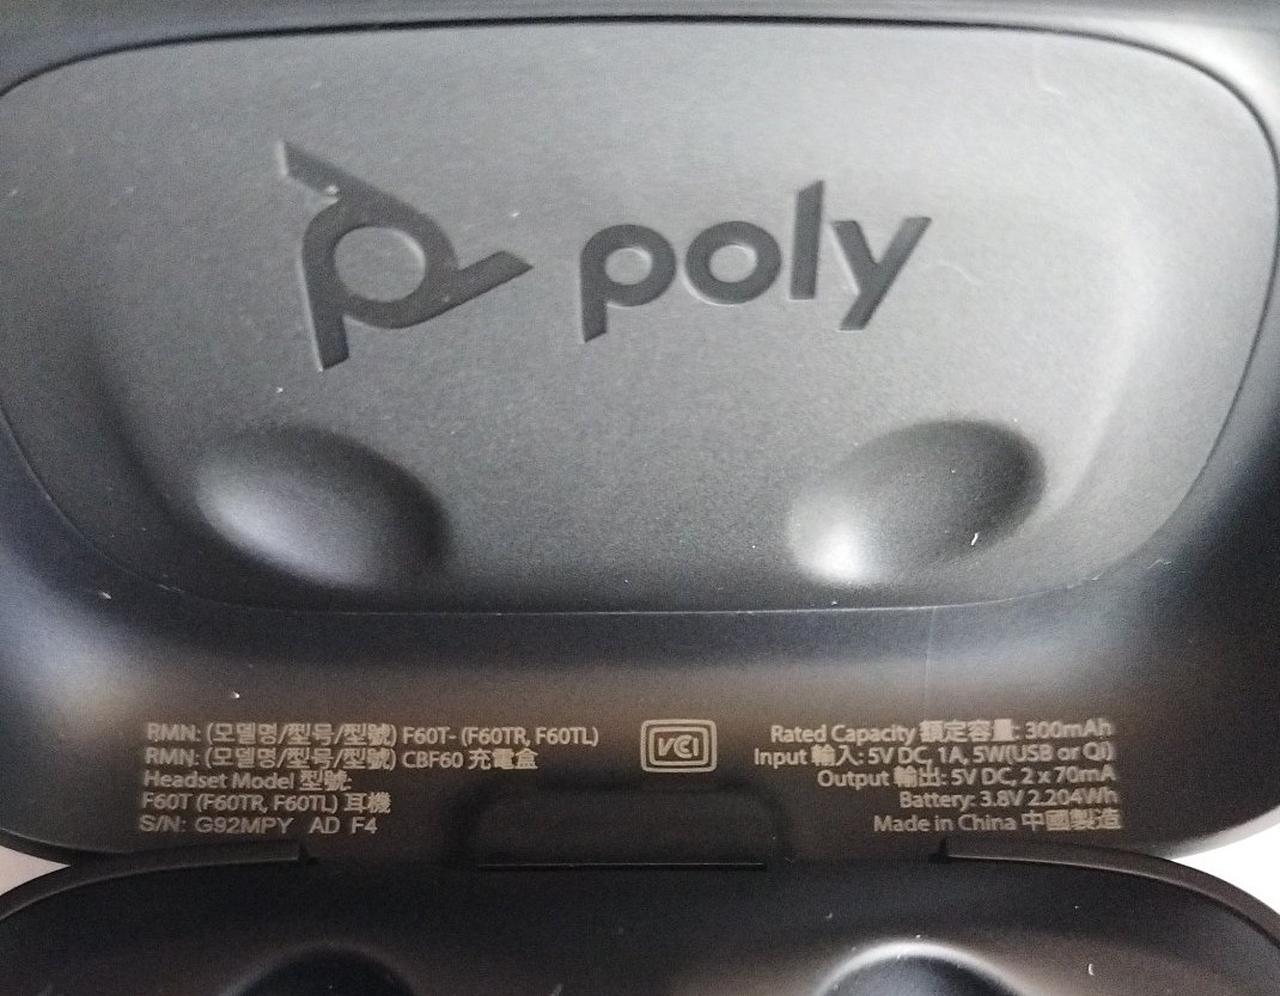 poly
RMN: (모델명/型号/型號) F60T- (F60TR, F60TL)
RMN: (모델명/型号/型號) CBF60 充電盒
Headset Model 型號:
F60T (F60TR, F60TL) 耳機
S/N: G92MPY AD F4
VCI
Rated Capacity 額定容量: 300mAh
Input 輸入: 5V DC, 1A, 5W(USB or Qi)
Output 輸出: 5V DC, 2 x 70mA
Battery: 3.8V 2.204Wh
Made in China 中國製造